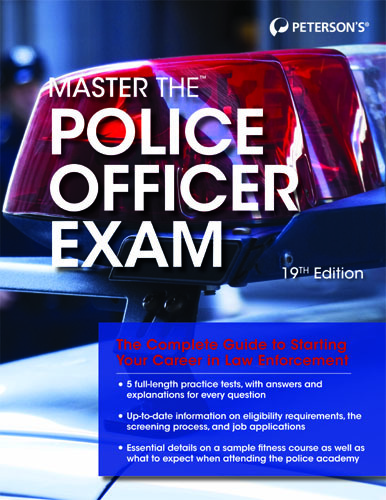 PETERSON'S®
MASTER THE™
POLICE
OFFICER
EXAM
19TH Edition
The Complete Guide to Starting
Your Career in Law Enforcement
• 5 full-length practice tests, with answers and
explanations for every question
• Up-to-date information on eligibility requirements, the
screening process, and job applications
• Essential details on a sample fitness course as well as
what to expect when attending the police academy